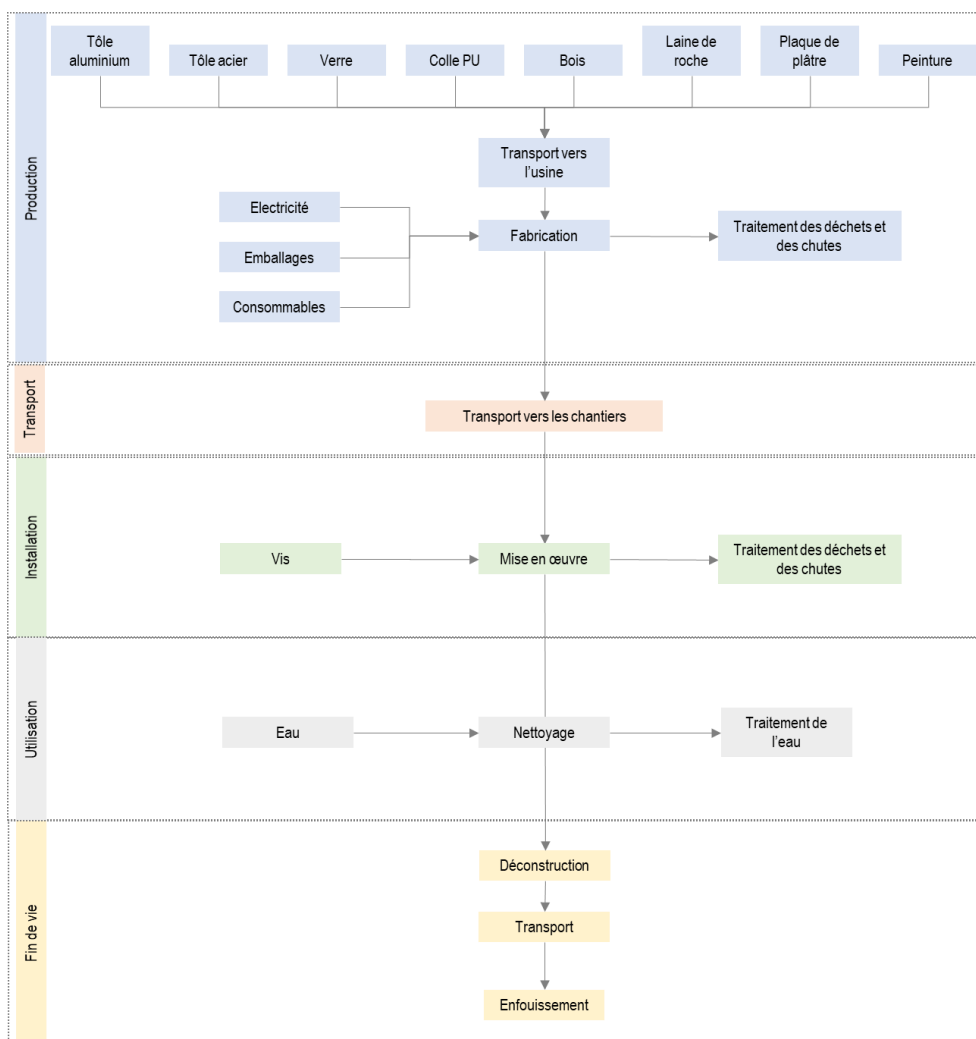 Production
Tôle
aluminium
Tôle acier
Verre
Colle PU
Bois
Laine de
roche
Plaque de
plâtre
Peinture
Transport vers
l’usine
Electricité
Emballages
Consommables
Fabrication
Traitement des déchets et
des chutes
Transport
Transport vers les chantiers
Installation
Vis
Mise en œuvre
Traitement des déchets et
des chutes
Utilisation
Eau
Nettoyage
Traitement de
l’eau
Fin de vie
Déconstruction
Transport
Enfouissement